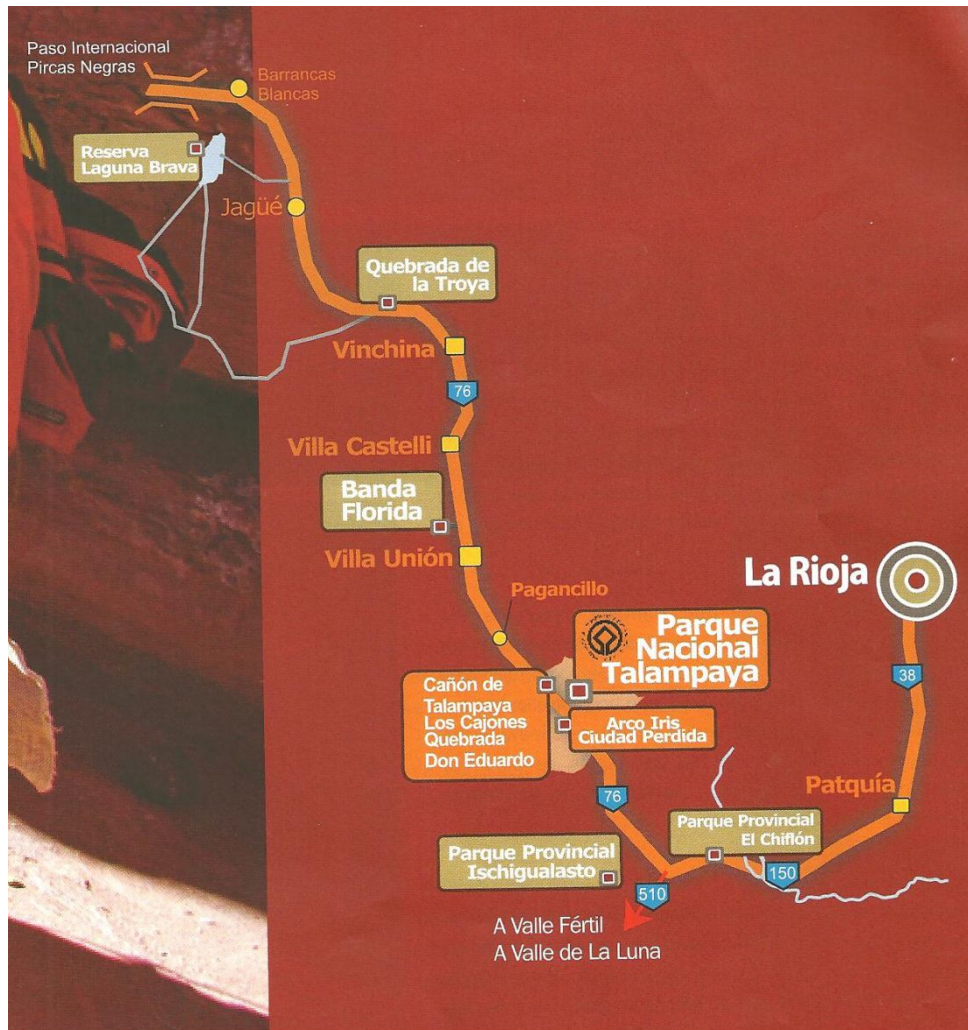 Paso Internacional
Pircas Negras
Barrancas
Blancas
Reserva
Laguna Brava
Jagüé
Quebrada de
la Troya
Vinchina
76
Villa Castelli
Banda
Florida
Villa Unión
La Rioja
Pagancillo
Parque
Nacional
Talampaya
38
Cañón de
Talampaya
Los Cajones
Quebrada
Don Eduardo
Arco Iris
Ciudad Perdida
76
Patquía
Parque Provincial
El Chiflón
Parque Provincial
Ischigualasto
150
510
A Valle Fértil
A Valle de La Luna